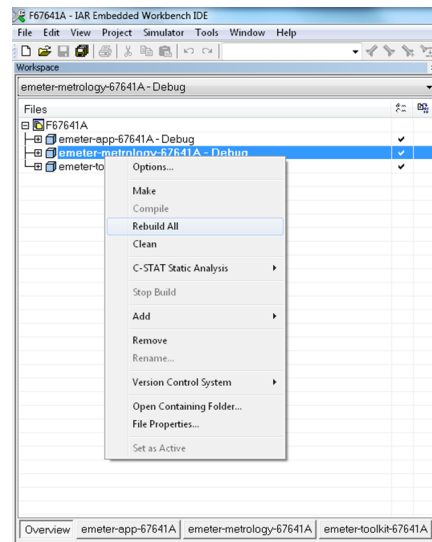 F67641A - IAR Embedded Workbench IDE
File Edit View Project Simulator Tools Window Help
Workspace
emeter-metrology-67641A - Debug
Files
F67641A
emeter-app-67641A - Debug
emeter-metrology-67641A - Debug
emeter-to
Options...
Make
Compile
Rebuild All
Clean
C-STAT Static Analysis
Stop Build
Add
Remove
Rename...
Version Control System
Open Containing Folder...
File Properties...
Set as Active
Overview emeter-app-67641A emeter-metrology-67641A emeter-toolkit-67641A